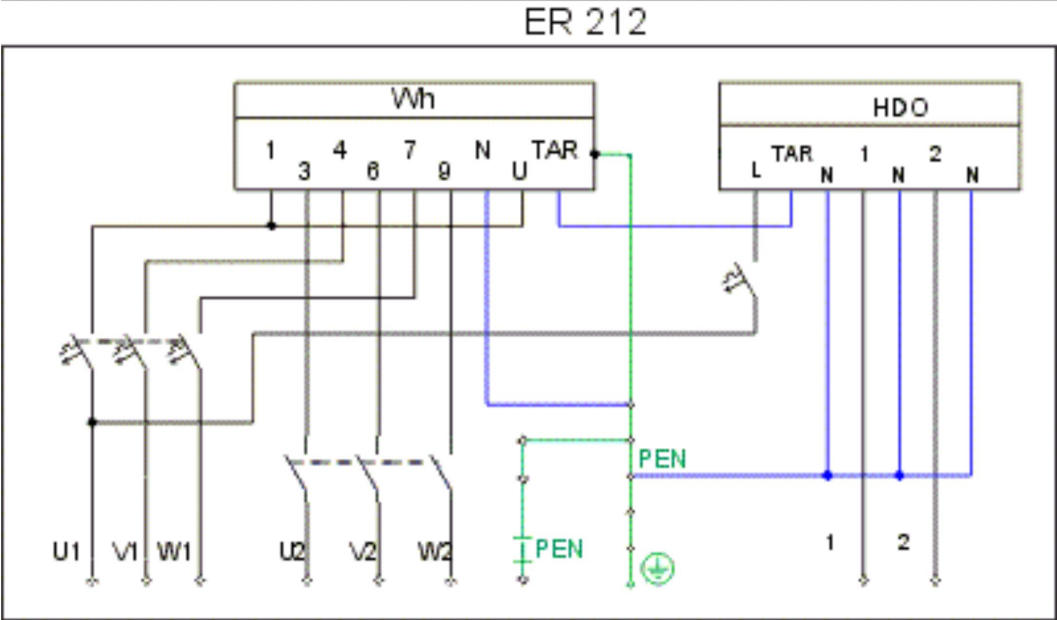 ER 212
Wh
HDO
1 4 7 N TAR
3 6 9 U
TAR 1 2
L N N N
PEN
1 2
U1 V1 W1 U2 V2 W2 PEN